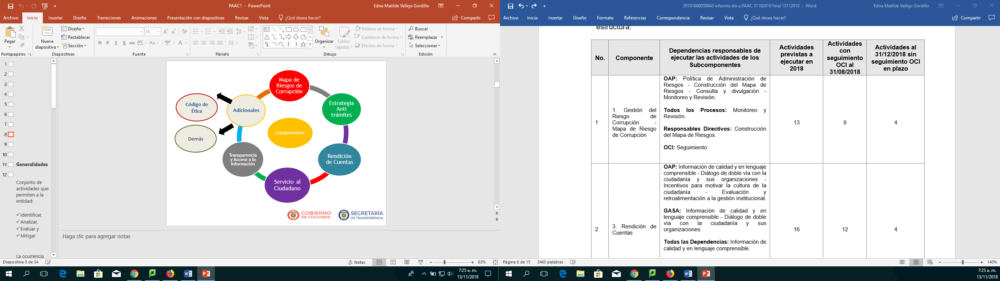 PAAC1 - PowerPoint
Edna Matilde Vallejo Gordillo
Archivo
Inicio
Insertar
Diseño
Transiciones
Animaciones
Presentación con diapositivas
Revisar
Vista
¿Qué desea hacer?
Compartir
Pegar
Nueva
diapositiva
Diseño
Restablecer
Sección
18
N K S S abc AV Aa A
Organizar
Estilos
rápidos
Relleno de forma
Contorno de forma
Efectos de forma
Buscar
Reemplazar
Seleccionar
Portapapeles
Diapositivas
Fuente
Párrafo
Dibujo
Edición
1
2
3
4
5
6
7
8
9
10
11 Generalidades
12
Conjunto de
actividades que
permiten a la
entidad:
✓Identificar,
✓Analizar,
✓Evaluar y
✓Mitigar
La ocurrencia
Mapa de
Riesgos de
Corrupción
Estrategia
Anti
trámites
Rendición
de Cuentas
Servicio al
Ciudadano
Transparencia
y Acceso a la
Información
Adicionales
Código de
Ética
Demás
Componentes
GOBIERNO
DE COLOMBIA
SECRETARÍA
DE TRANSPARENCIA
Haga clic para agregar notas
Diapositiva 8 de 54
Notas
63%
7:25 a. m.
13/11/2018
20181600059843 informe sto a PAAC 31102018 final 13112018 - Word
Edna Matilde Vallejo Gordillo
Archivo
Inicio
Insertar
Diseño
Formato
Referencias
Correspondencia
Revisar
Vista
¿Qué desea hacer?
Compartir
estructura:
No.
Componente
Dependencias responsables de
ejecutar las actividades de los
Subcomponentes
Actividades
previstas a
ejecutar en
2018
Actividades
con
seguimiento
OCI al
31/08/2018
Actividades al
31/12/2018 sin
seguimiento OCI
en plazo
1
1. Gestión del
Riesgo de
Corrupción -
Mapa de Riesgo
de Corrupción
OAP: Política de Administración de
Riesgos - Construcción del Mapa de
Riesgos - Consulta y divulgación -
Monitoreo y Revisión.
Todos los Procesos: Monitoreo y
Revisión.
Responsables Directivos: Construcción
del Mapa de Riesgos.
OCI: Seguimiento.
13
9
4
2
3. Rendición de
Cuentas
OAP: Información de calidad y en lenguaje
comprensible - Diálogo de doble vía con la
ciudadanía y sus organizaciones -
Incentivos para motivar la cultura de la
ciudadanía - Evaluación y
retroalimentación a la gestión institucional.
GASA: Información de calidad y en
lenguaje comprensible - Diálogo de doble
vía con la ciudadanía y sus
organizaciones.
Todas las Dependencias: Información de
calidad y en lenguaje comprensible.
16
12
4
Página 6 de 15
3465 palabras
140%
7:25 a. m.
13/11/2018